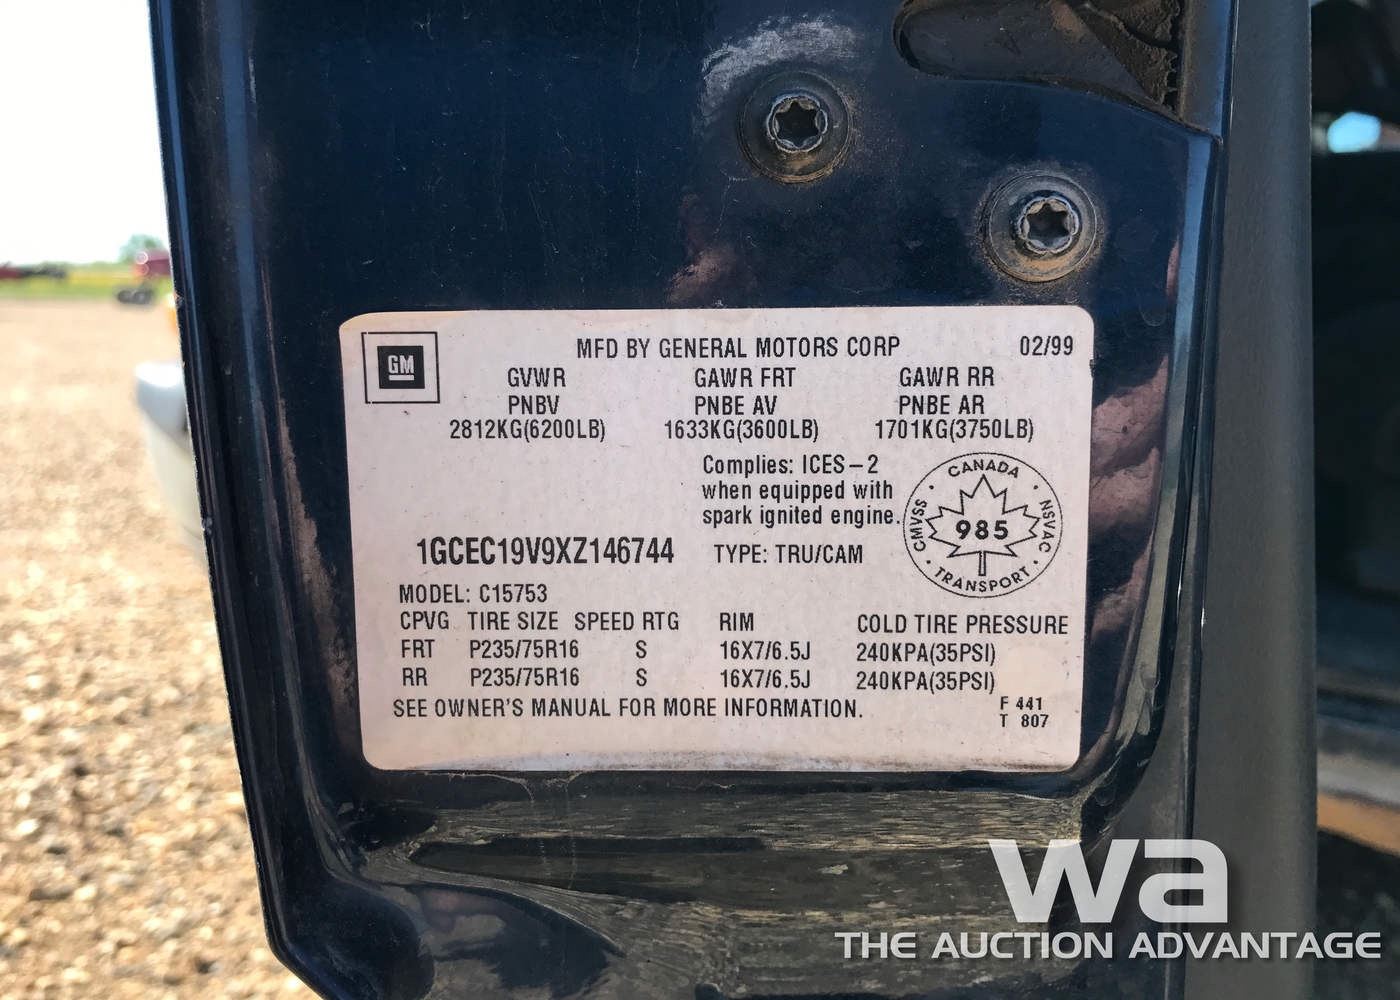 GM
MFD BY GENERAL MOTORS CORP 02/99
GVWR GAWR FRT GAWR RR
PNBV PNBE AV PNBE AR
2812KG(6200LB) 1633KG(3600LB) 1701KG(3750LB)
Complies: ICES-2
when equipped with
spark ignited engine.
CANADA
CMVSS 985 NSVAC
TRANSPORT
1GCEC19V9XZ146744 TYPE: TRU/CAM
MODEL: C15753
CPVG TIRE SIZE SPEED RTG RIM COLD TIRE PRESSURE
FRT P235/75R16 S 16X7/6.5J 240KPA(35PSI)
RR P235/75R16 S 16X7/6.5J 240KPA(35PSI)
SEE OWNER'S MANUAL FOR MORE INFORMATION.
F 441
T 807
wa
THE AUCTION ADVANTAGE